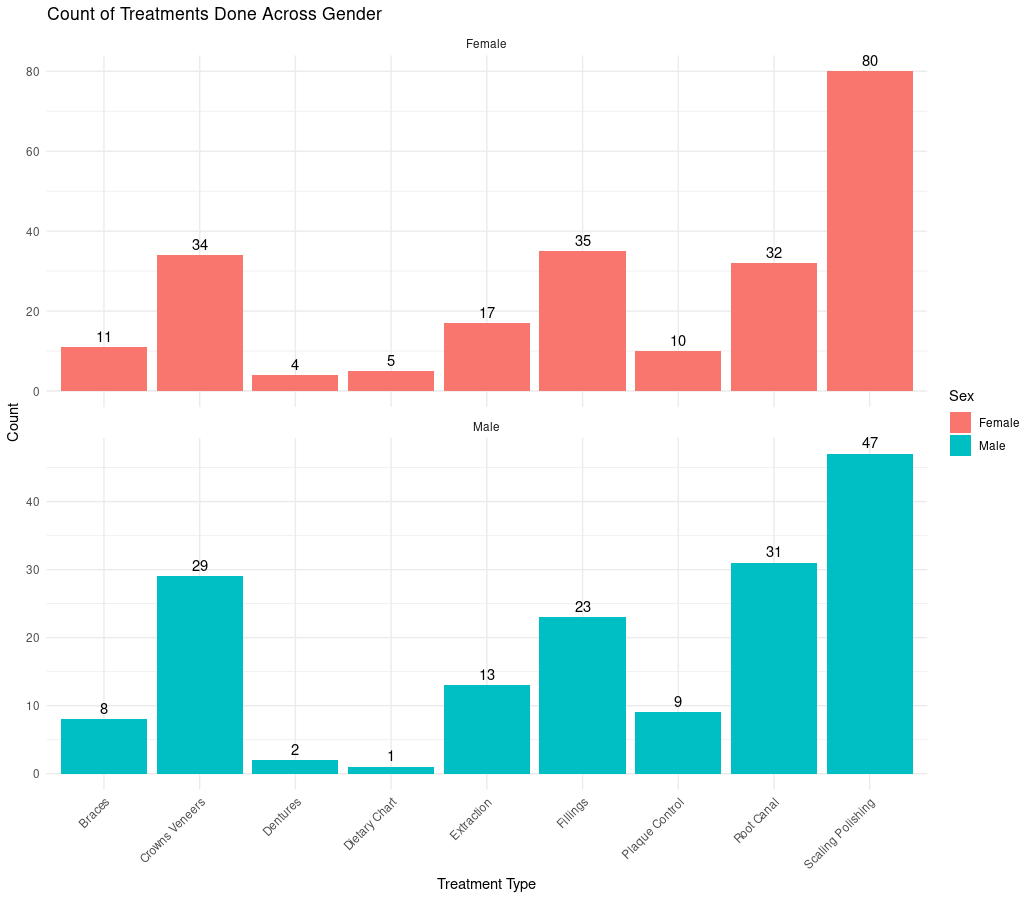 Count of Treatments Done Across Gender
Female
80
60
40
20
0
11
34
4
5
17
35
10
32
80
Count
Male
40
30
20
10
0
8
29
2
1
13
23
9
31
47
Braces
Crowns Veneers
Dentures
Dietary Chart
Extraction
Fillings
Plaque Control
Root Canal
Scaling Polishing
Treatment Type
Sex
Female
Male